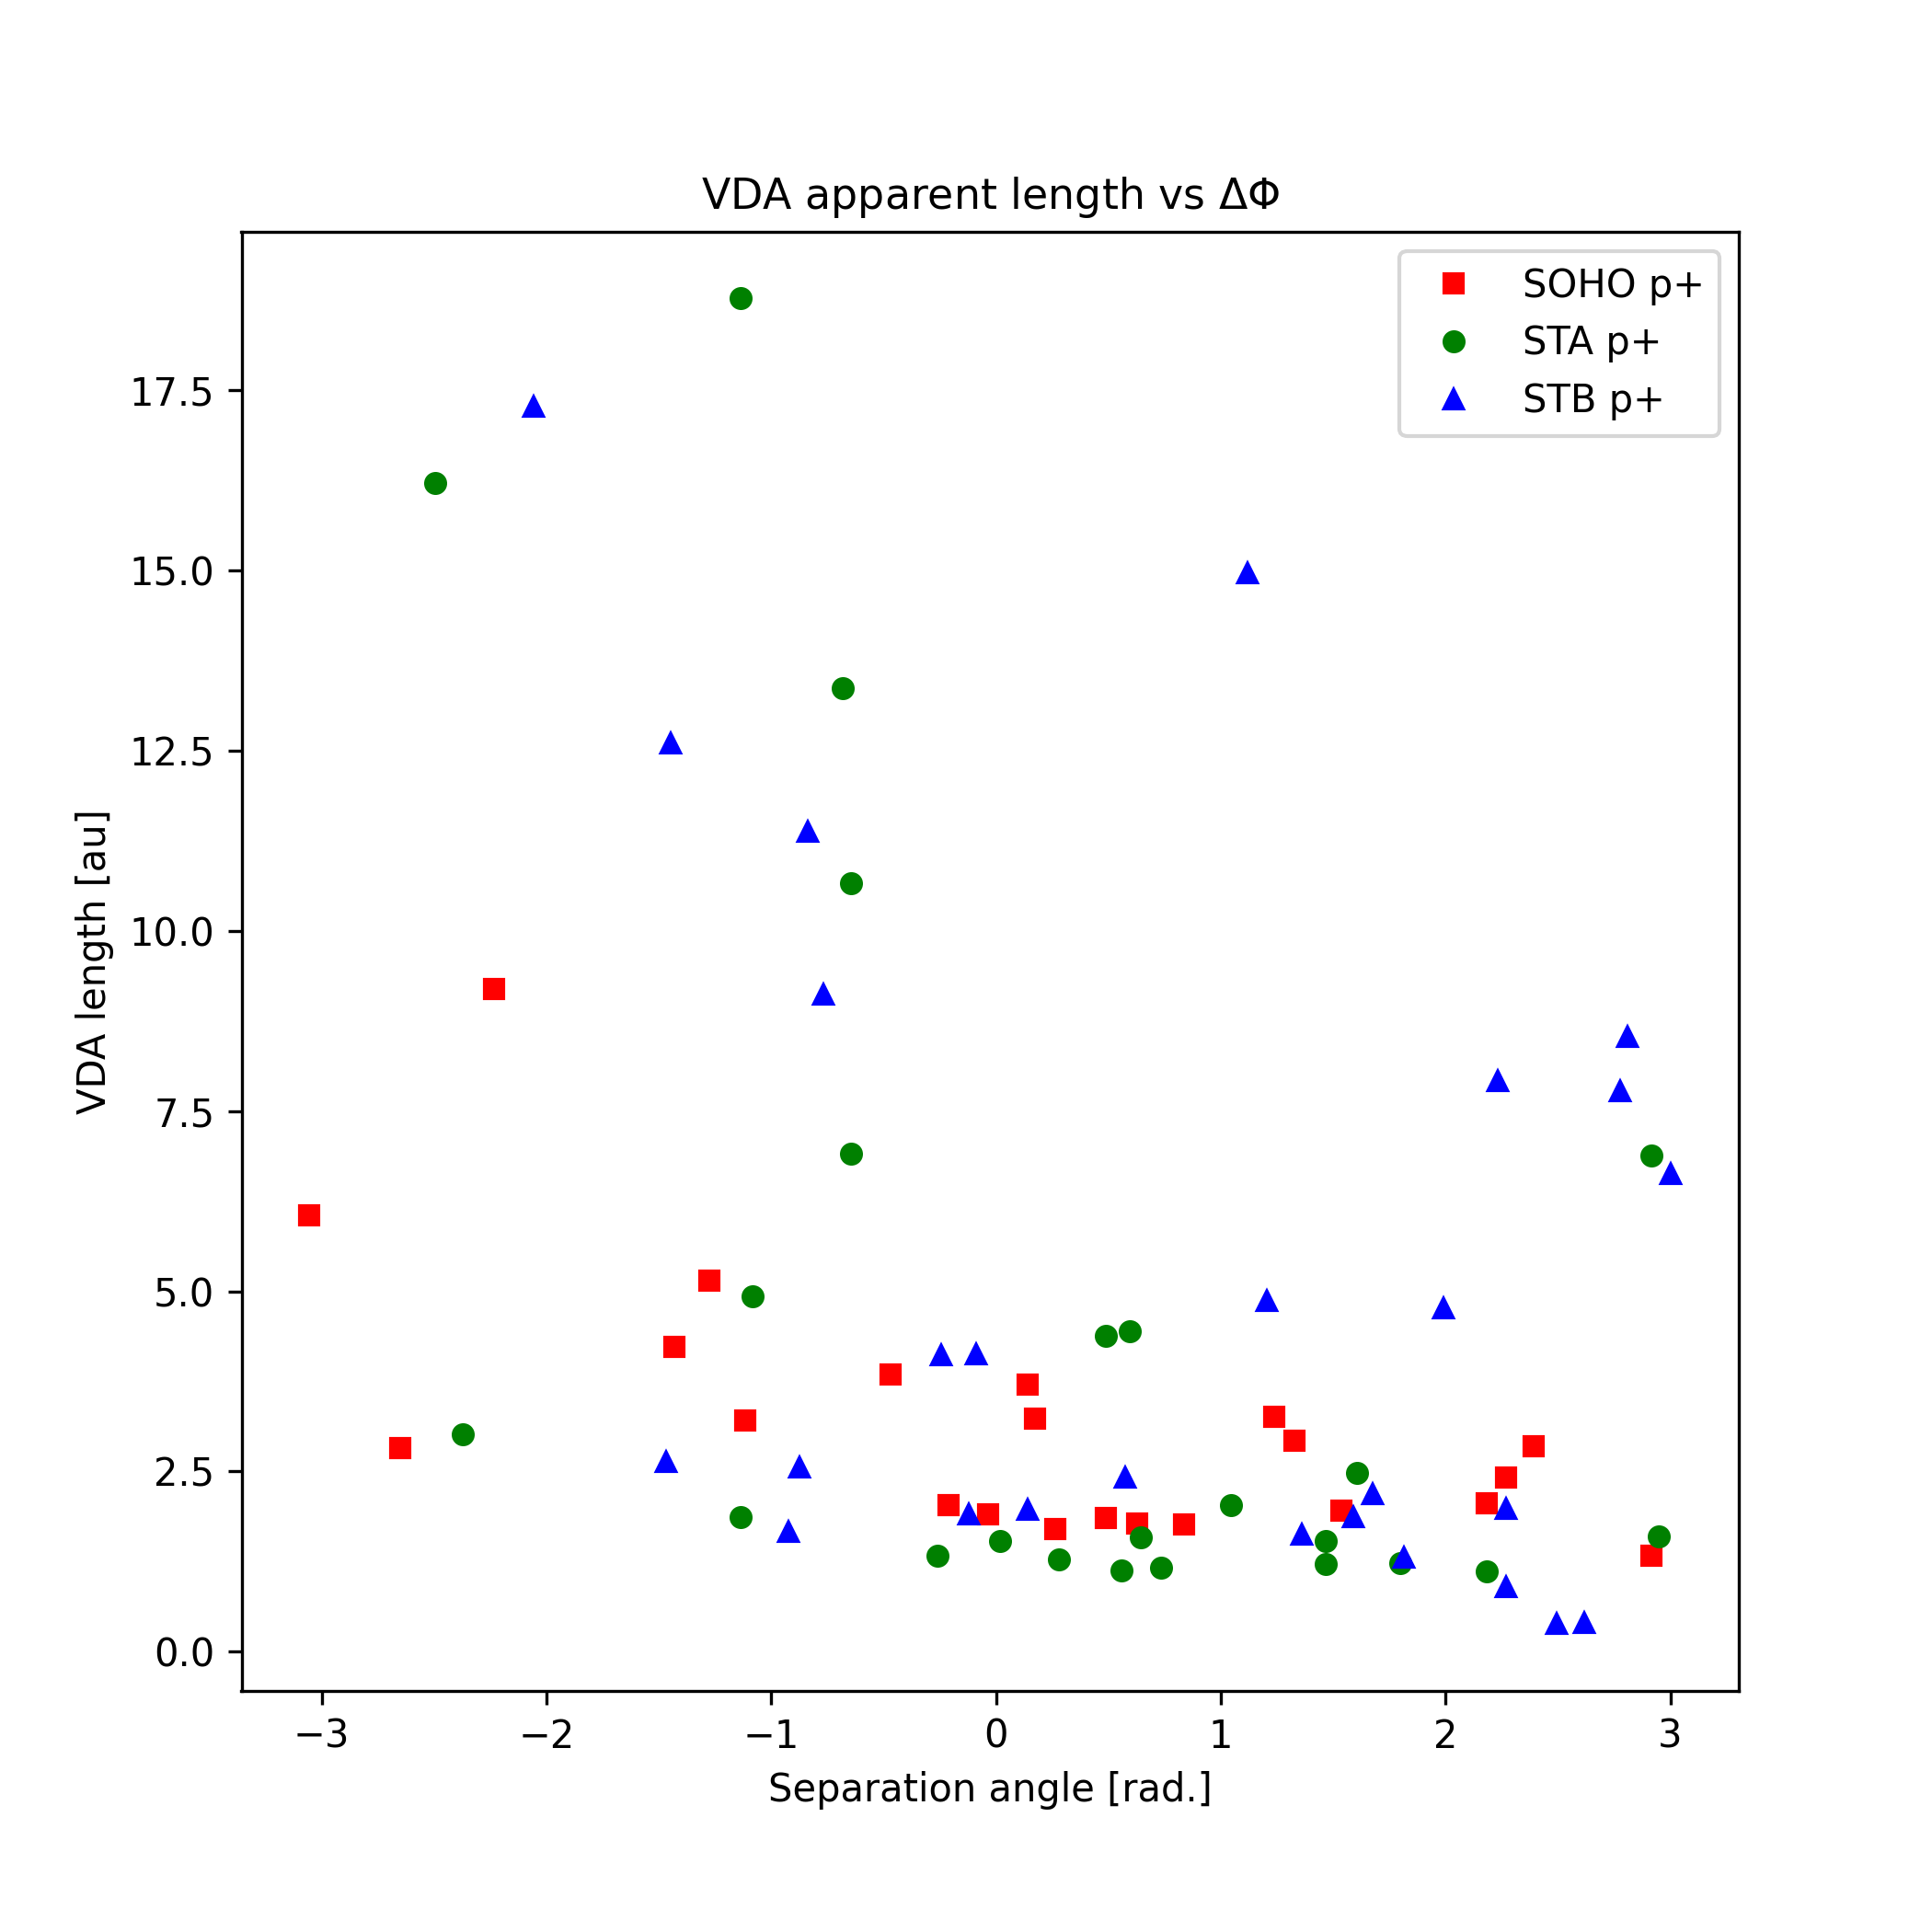 VDA apparent length vs ΔΦ
SOHO p+
STA p+
STB p+
17.5
15.0
12.5
10.0
7.5
5.0
2.5
0.0
VDA length [au]
−3 −2 −1 0 1 2 3
Separation angle [rad.]